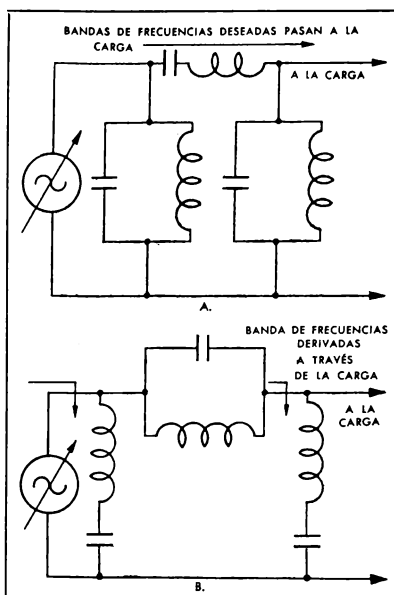 BANDAS DE FRECUENCIAS DESEADAS PASAN A LA
CARGA
A LA CARGA
A.
BANDA DE FRECUENCIAS
DERIVADAS
A TRAVÉS
DE LA CARGA
A LA
CARGA
B.